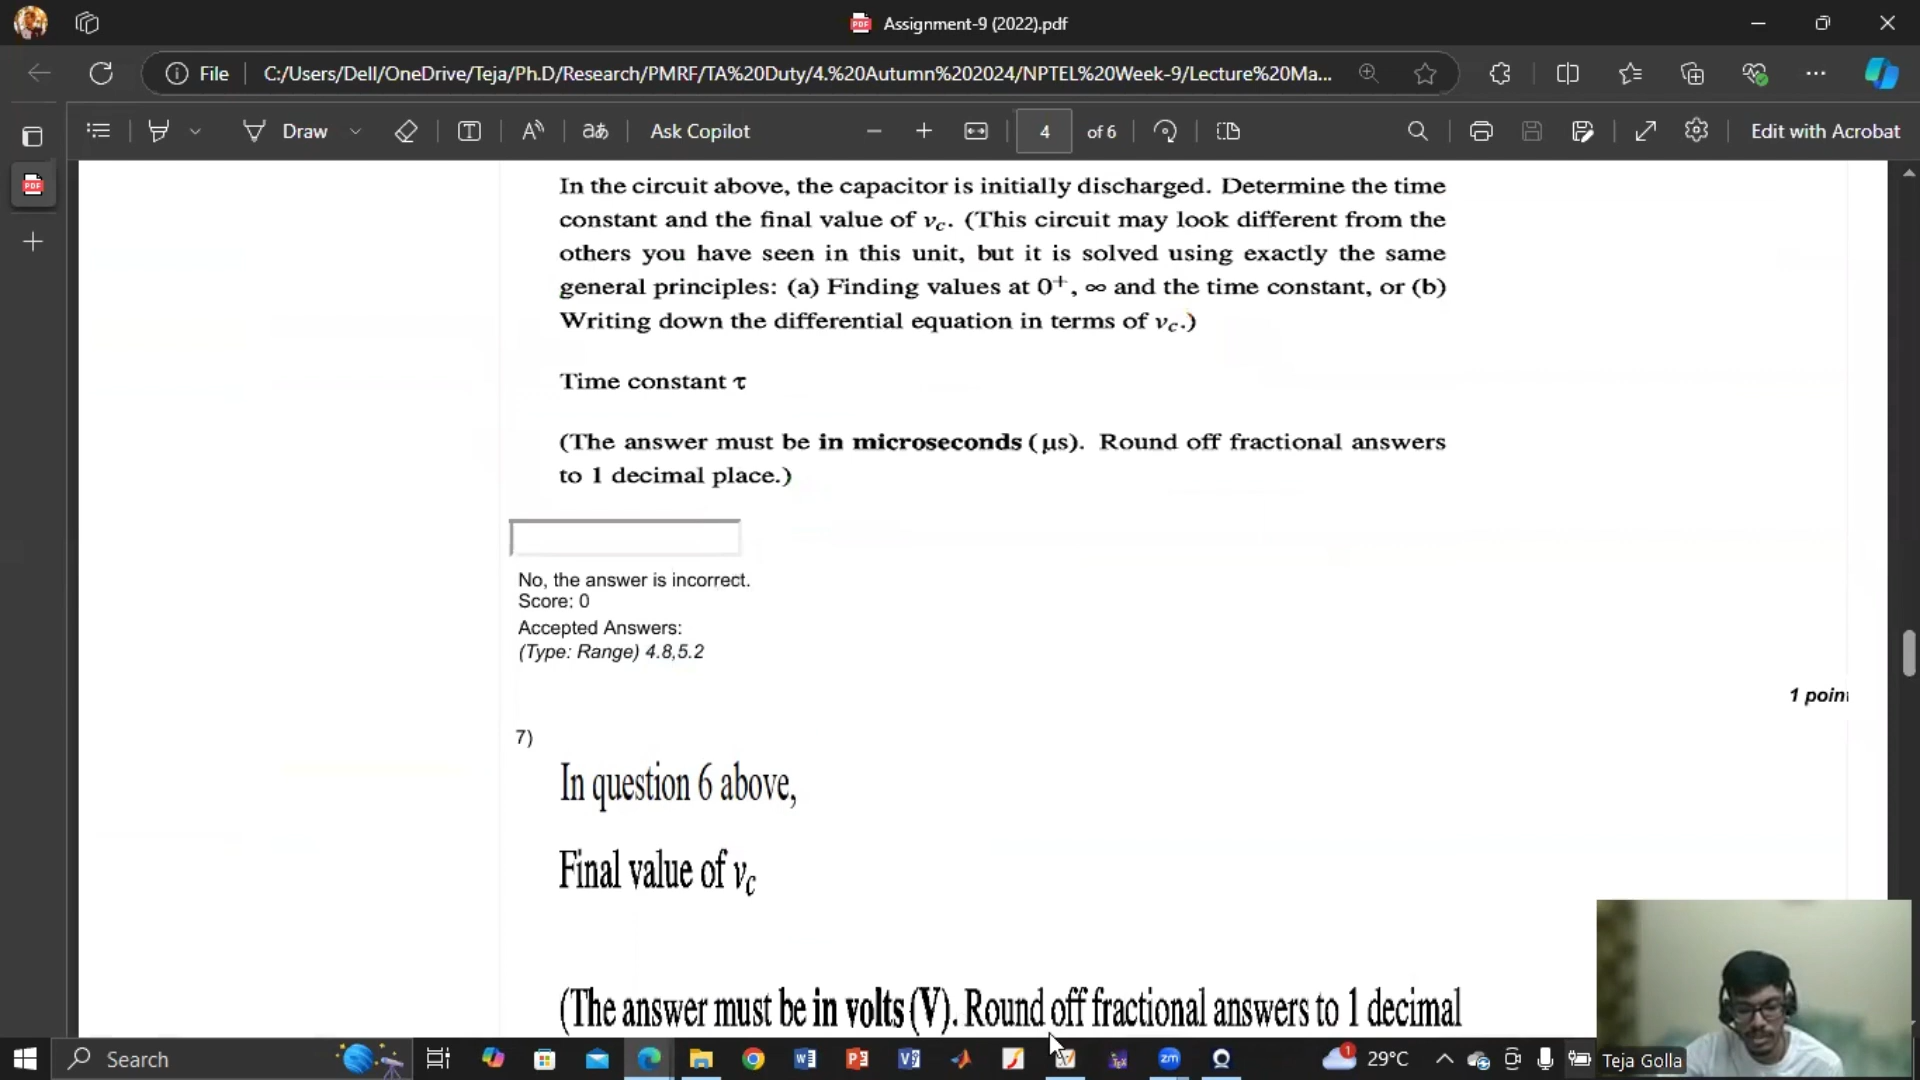 Assignment-9 (2022).pdf
File
C:/Users/Dell/OneDrive/Teja/Ph.D/Research/PMRF/TA%20Duty/4.%20Autumn%202024/NPTEL%20Week-9/Lecture%20Ma...
Draw
Ask Copilot
4
of 6
Edit with Acrobat
In the circuit above, the capacitor is initially discharged. Determine the time
constant and the final value of vc. (This circuit may look different from the
others you have seen in this unit, but it is solved using exactly the same
general principles: (a) Finding values at 0⁺, ∞ and the time constant, or (b)
Writing down the differential equation in terms of vc.)
Time constant τ
(The answer must be in microseconds (μs). Round off fractional answers
to 1 decimal place.)
No, the answer is incorrect.
Score: 0
Accepted Answers:
(Type: Range) 4.8,5.2
1 poin
7)
In question 6 above,
Final value of vc
(The answer must be in volts (V). Round off fractional answers to 1 decimal
Search
1
29°C
Teja Golla